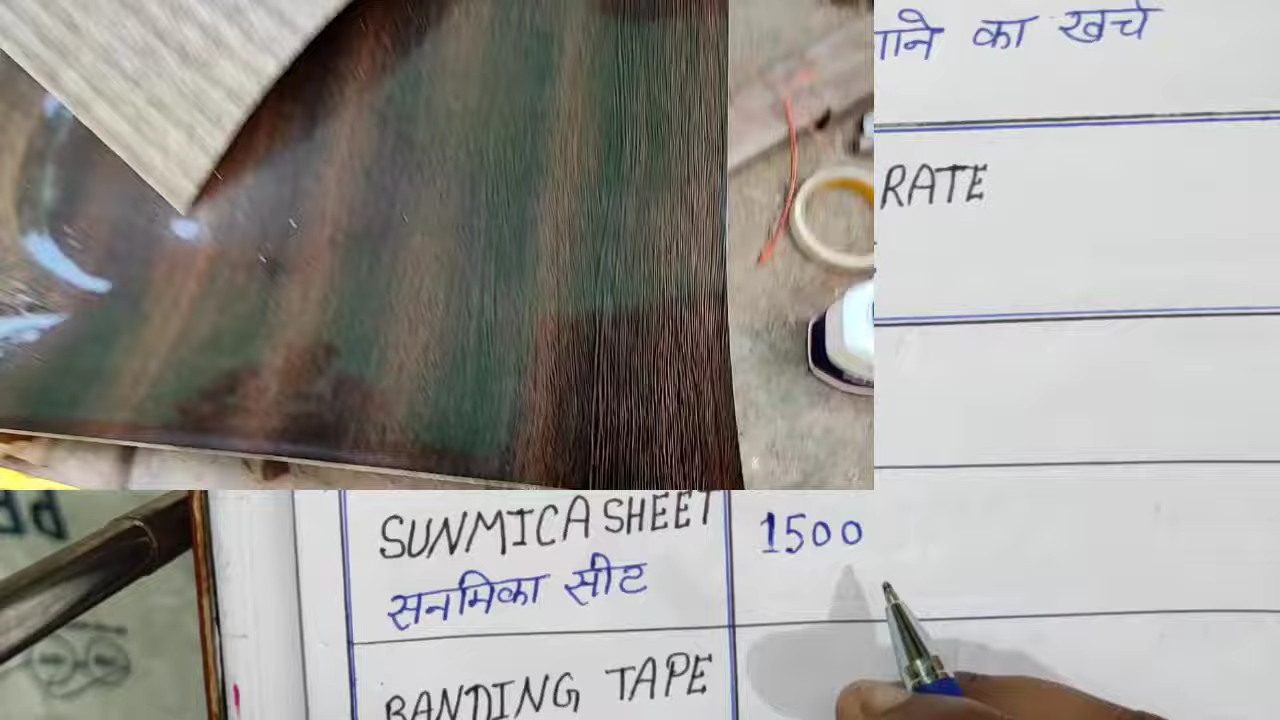 गाने का खर्च
RATE
SUNMICA SHEET
1500
सनमिका सीट
BANDING TAPE